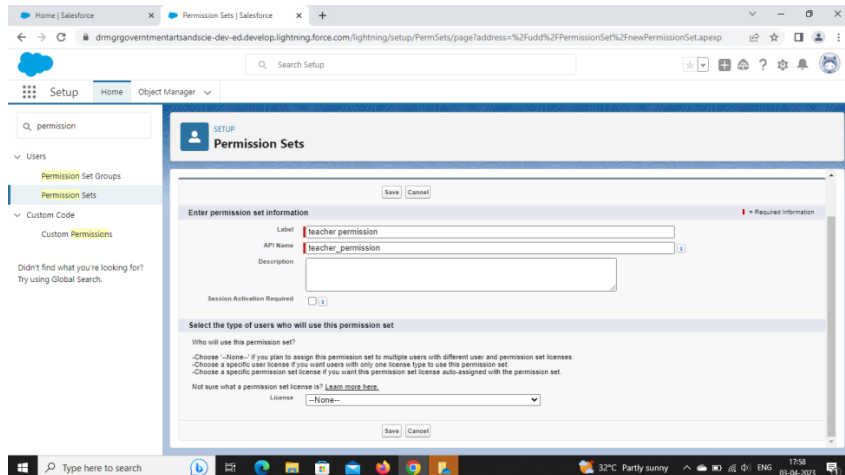 Home | Salesforce
Permission Sets | Salesforce
drmgrgoverntmentartsandscie-dev-ed.develop.lightning.force.com/lightning/setup/PermSets/page?address=%2Fudd%2FPermissionSet%2FnewPermissionSet.apexp
Search Setup
Setup
Home
Object Manager
permission
Users
Permission Set Groups
Permission Sets
Custom Code
Custom Permissions
Didn't find what you're looking for?
Try using Global Search.
SETUP
Permission Sets
Save Cancel
Enter permission set information
= Required Information
Label teacher permission
API Name teacher_permission
i
Description
Session Activation Required
i
Select the type of users who will use this permission set
Who will use this permission set?
-Choose '--None--' if you plan to assign this permission set to multiple users with different user and permission set licenses.
-Choose a specific user license if you want users with only one license type to use this permission set.
-Choose a specific permission set license if you want this permission set license auto-assigned with the permission set.
Not sure what a permission set license is? Learn more here.
License --None--
Save Cancel
Type here to search
32°C Partly sunny
ENG
17:58
03-04-2023